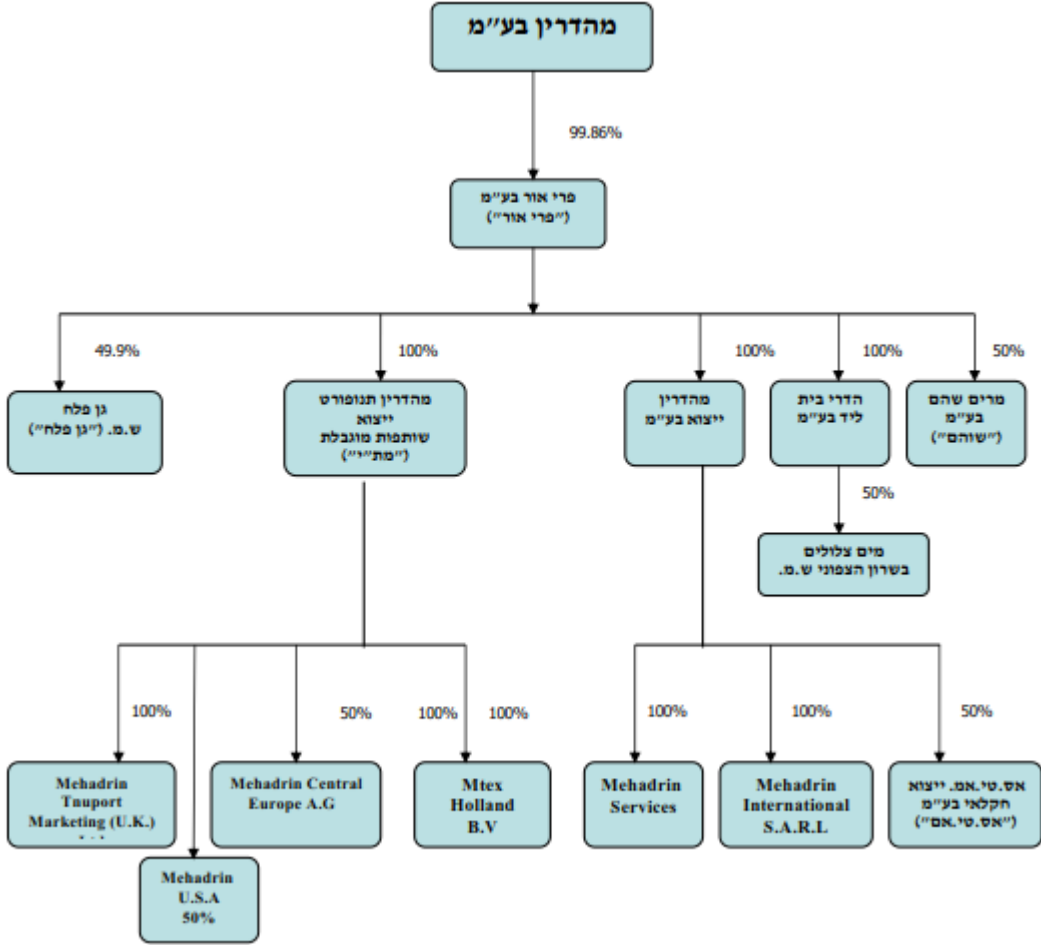 מהדרין בע"מ
99.86%
פרי אור בע"מ
("פרי אור")
49.9%
100%
100%
100%
50%
גן פלח
ש.מ. ("גן פלח")
מהדרין תנופורט
ייצוא
שותפות מוגבלת
("מת"י")
מהדרין
ייצוא בע"מ
הדרי בית
ליד בע"מ
מרים שהם
בע"מ
("שוהם")
50%
מים צלולים
בשרון הצפוני ש.מ.
100%
50%
100%
100%
100%
100%
50%
Mehadrin
Tnuport
Marketing (U.K.)
Mehadrin Central
Europe A.G
Mtex
Holland
B.V
Mehadrin
Services
Mehadrin
International
S.A.R.L
אס.טי.אמ. ייצוא
חקלאי בע"מ
("אס.טי.אם")
Mehadrin
U.S.A
50%